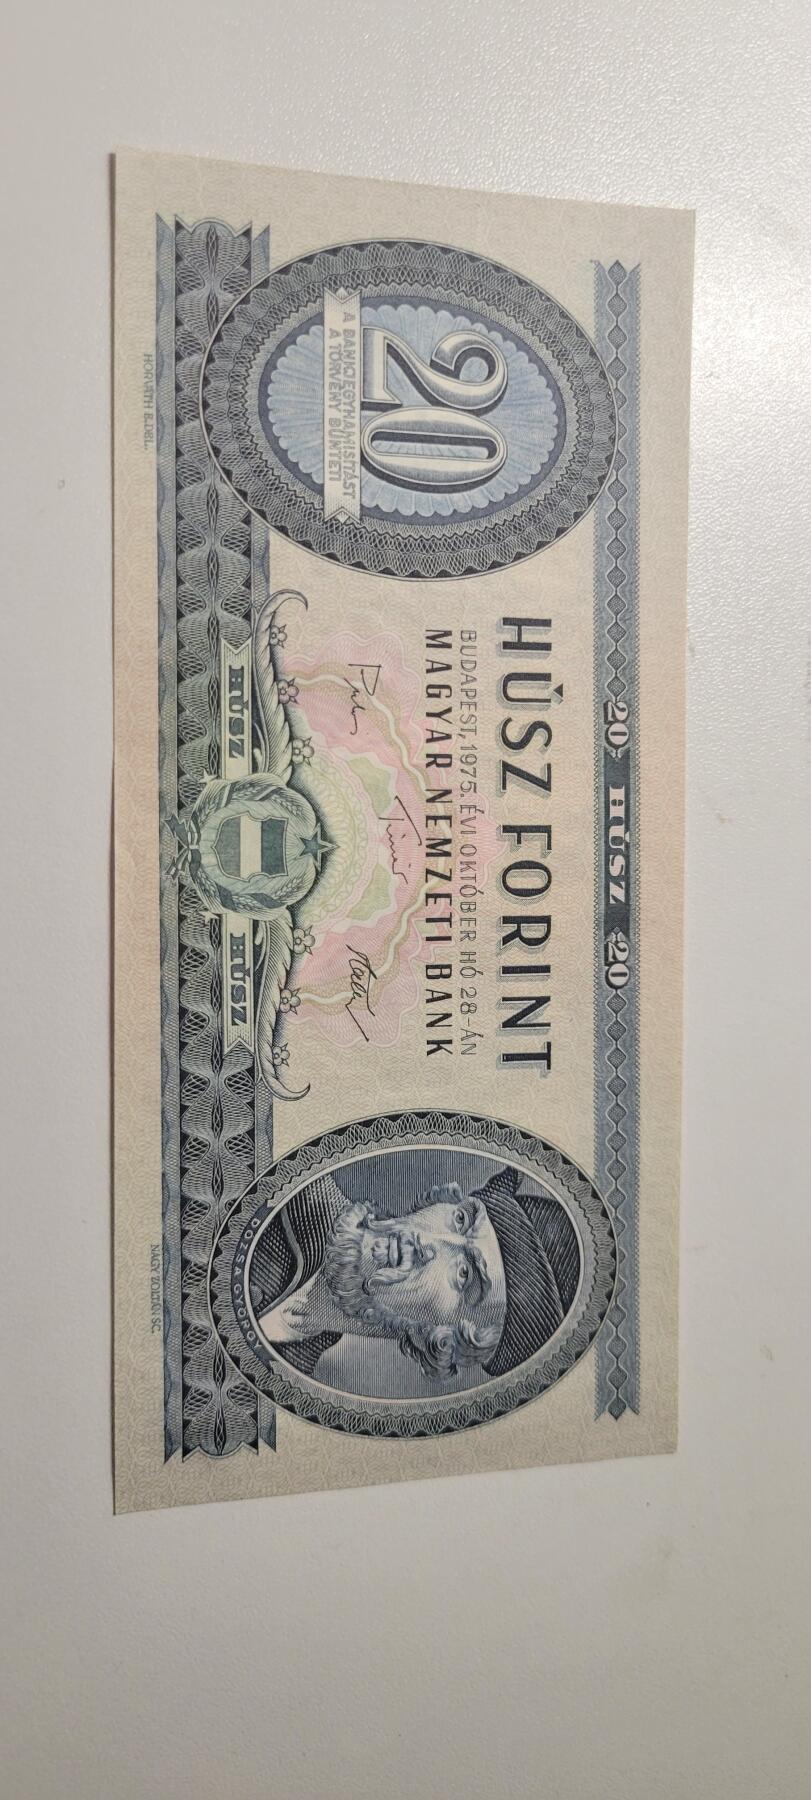 20 HÚSZ 20
HÚSZ FORINT
BUDAPEST, 1975. ÉVI OKTÓBER HÓ 28-ÁN
MAGYAR NEMZETI BANK
20
A BANKJEGYHAMISÍTÁST
A TÖRVÉNY BÜNTETI
DÓZSA GYÖRGY
HÚSZ HÚSZ
HORVÁTH E. DEL.
NAGY ZOLTÁN SC.